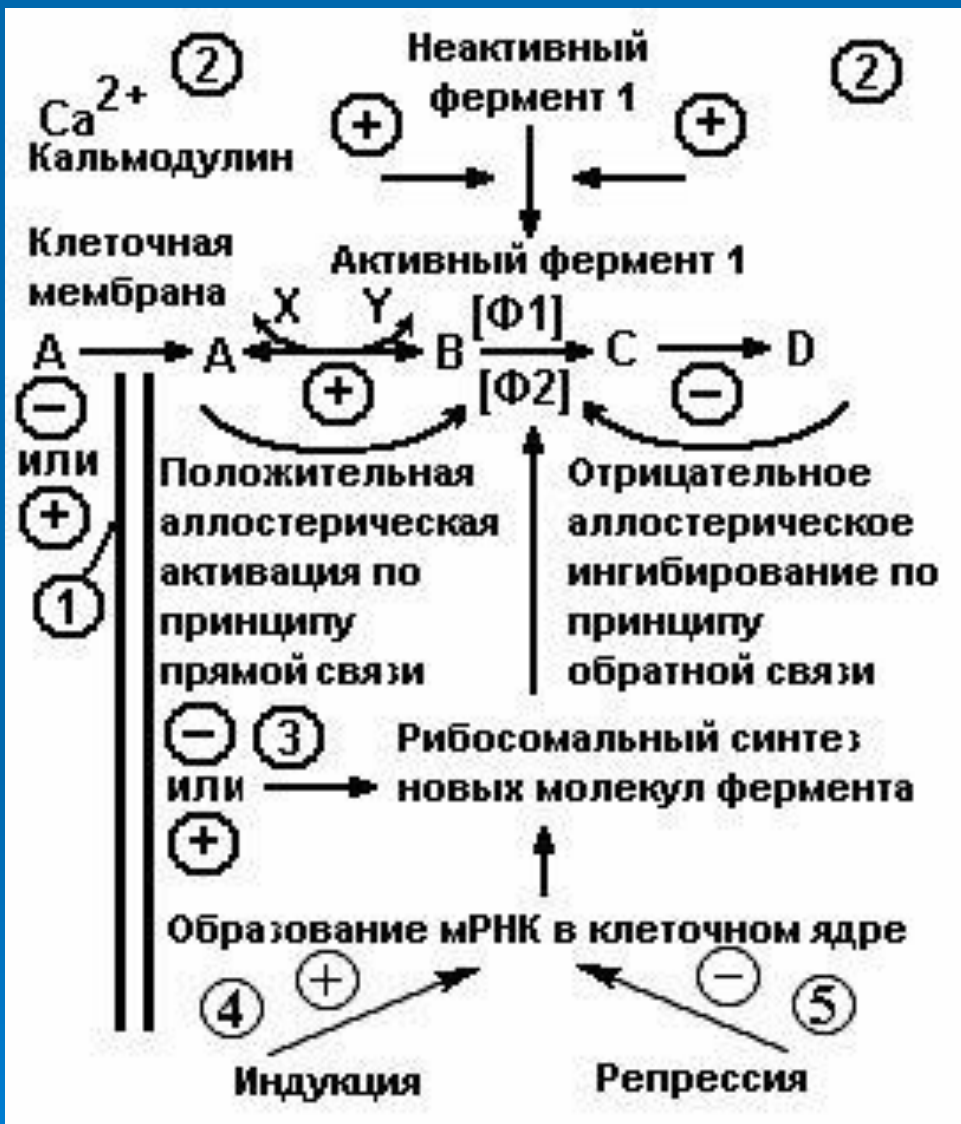 2
Неактивный
фермент 1
2
Ca2+
Кальмодулин
+
+
Клеточная
мембрана
Активный фермент 1
X Y [Ф1]
A A B C D
[Ф2]
−
+
−
или
+
1
Положительная
аллостерическая
активация по
принципу
прямой связи
Отрицательное
аллостерическое
ингибирование по
принципу
обратной связи
− 3
или
+
Рибосомальный синтез
новых молекул фермента
Образование мРНК в клеточном ядре
4 +
− 5
Индукция
Репрессия